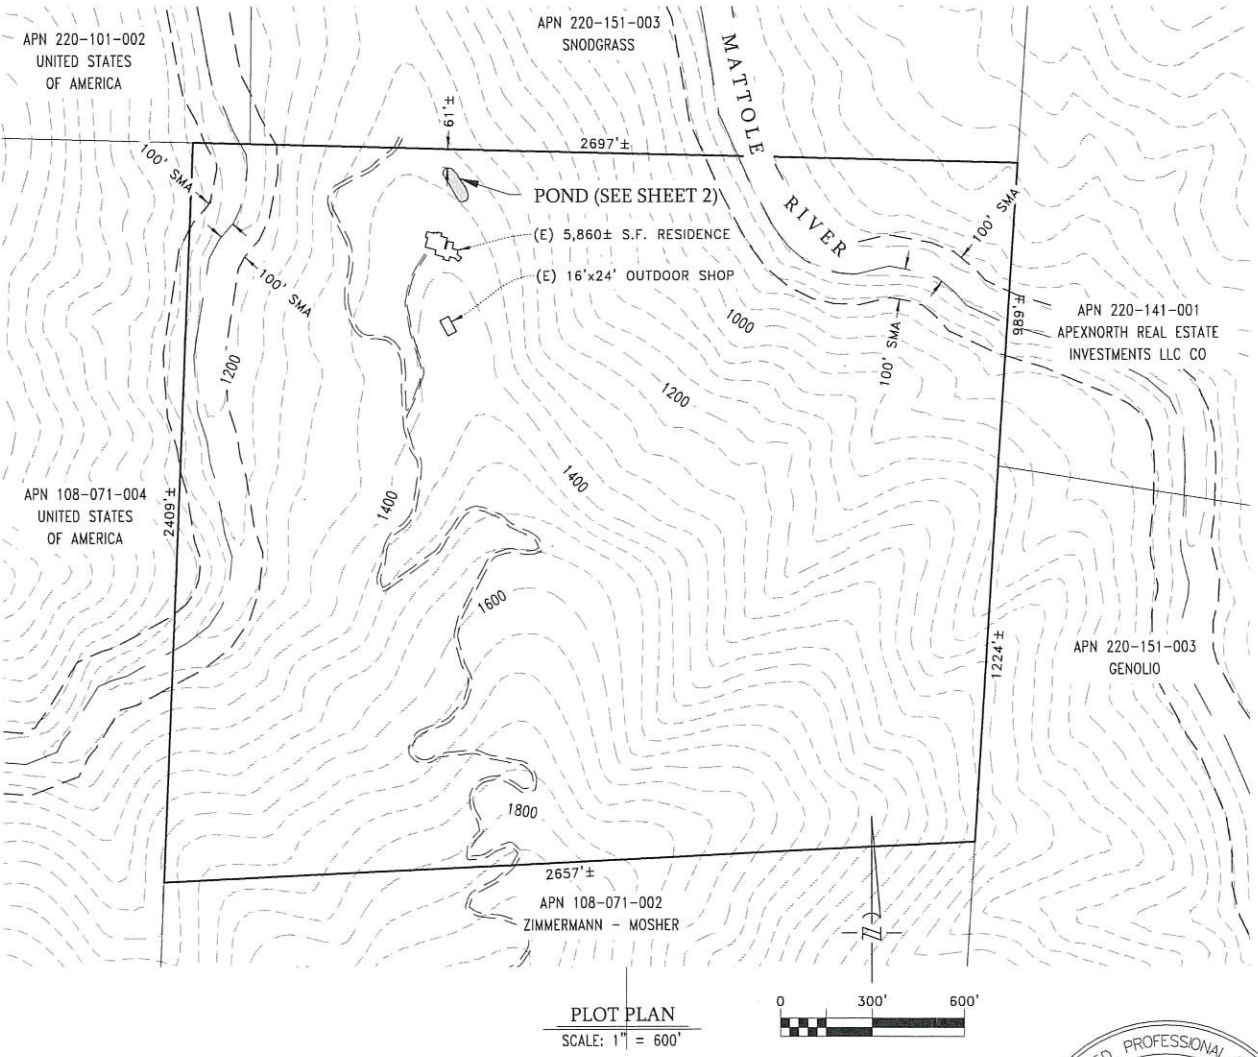 APN 220-101-002
UNITED STATES
OF AMERICA
APN 220-151-003
SNODGRASS
MATTOLE
RIVER
61'±
2697'±
100' SMA
POND (SEE SHEET 2)
(E) 5,860± S.F. RESIDENCE
(E) 16'x24' OUTDOOR SHOP
100' SMA
100' SMA
100' SMA
989'±
APN 220-141-001
APEXNORTH REAL ESTATE
INVESTMENTS LLC CO
1000
1200
1200
1400
1400
APN 108-071-004
UNITED STATES
OF AMERICA
2409'±
1600
1224'±
APN 220-151-003
GENOLIO
1800
2657'±
APN 108-071-002
ZIMMERMANN - MOSHER
N
PLOT PLAN
SCALE: 1" = 600'
0 300' 600'
PROFESSIONAL